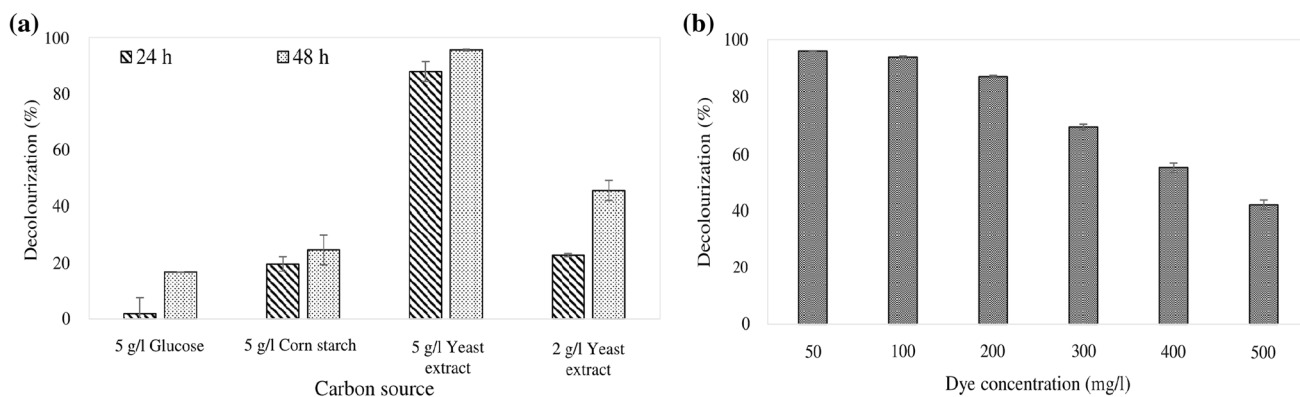 (a)
100
80
60
40
20
0
Decolourization (%)
24 h
48 h
5 g/l Glucose
5 g/l Corn starch
5 g/l Yeast
extract
2 g/l Yeast
extract
Carbon source
(b)
100
80
60
40
20
0
Decolourization (%)
50
100
200
300
400
500
Dye concentration (mg/l)